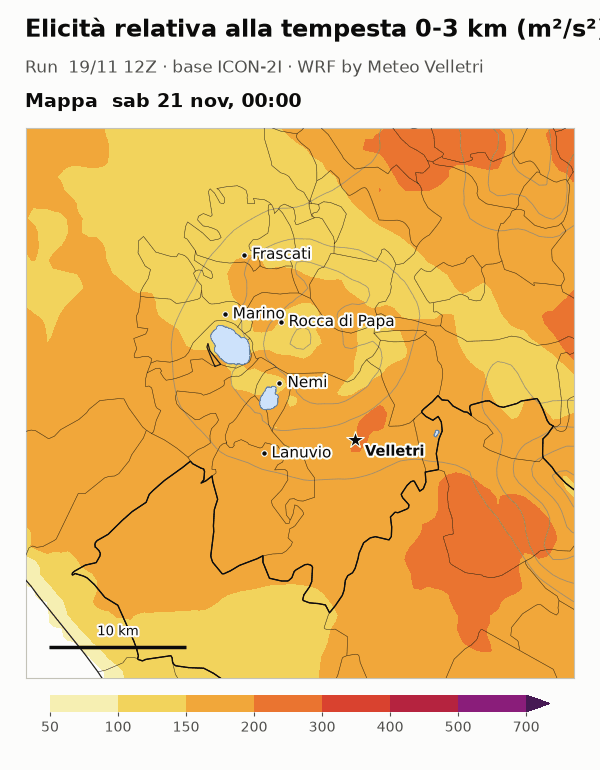 Elicità relativa alla tempesta 0-3 km (m²/s²)
Run 19/11 12Z · base ICON-2I · WRF by Meteo Velletri
Mappa sab 21 nov, 00:00
Frascati
Marino
Rocca di Papa
Nemi
Velletri
Lanuvio
10 km
50 100 150 200 300 400 500 700